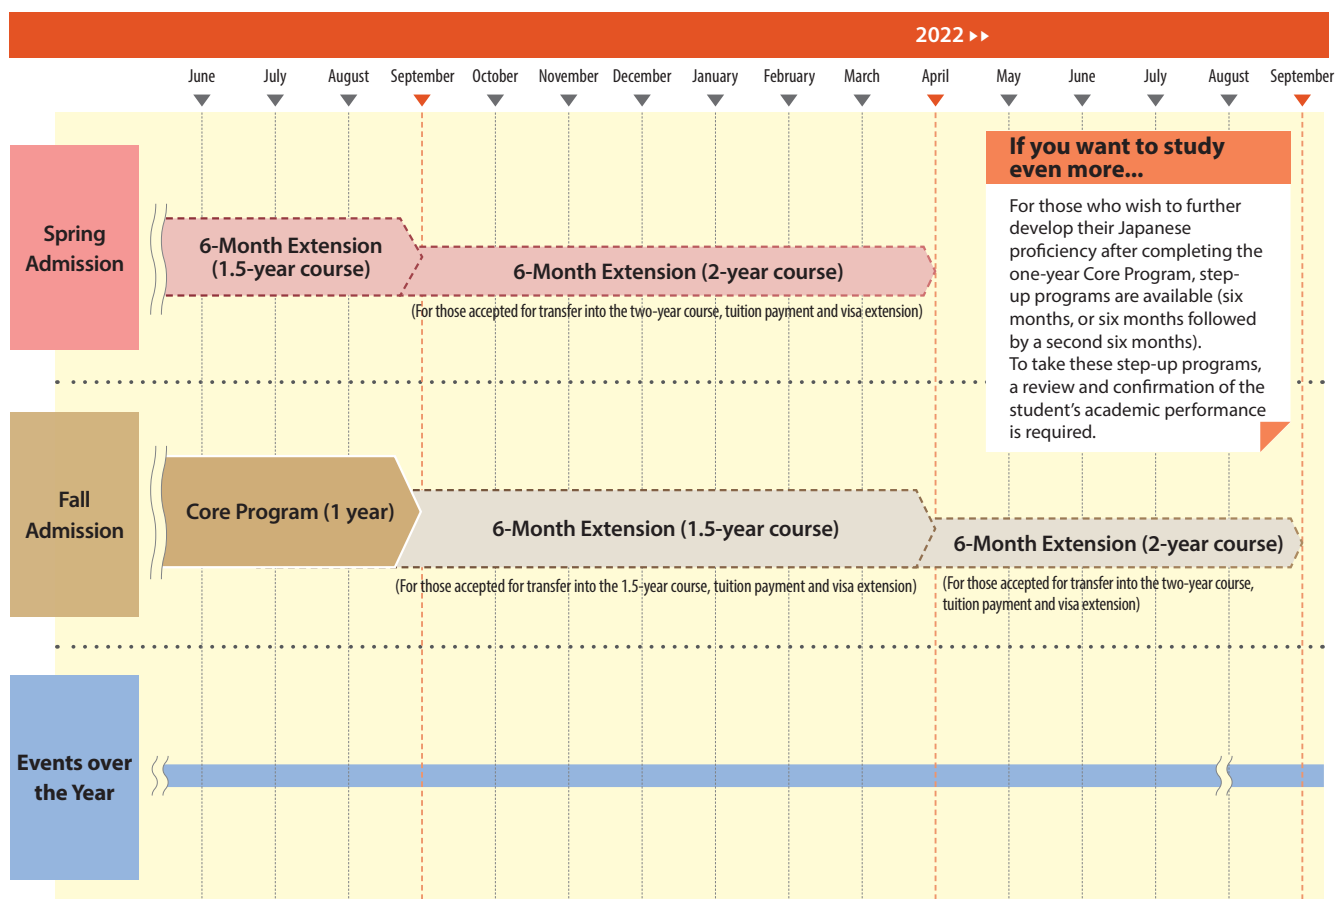 2022
June July August September October November December January February March April May June July August September
Spring
Admission
6-Month Extension
(1.5-year course)
6-Month Extension (2-year course)
(For those accepted for transfer into the two-year course, tuition payment and visa extension)
If you want to study
even more...
For those who wish to further
develop their Japanese
proficiency after completing the
one-year Core Program, step-
up programs are available (six
months, or six months followed
by a second six months).
To take these step-up programs,
a review and confirmation of the
student’s academic performance
is required.
Fall
Admission
Core Program (1 year)
6-Month Extension (1.5-year course)
(For those accepted for transfer into the 1.5-year course, tuition payment and visa extension)
6-Month Extension (2-year course)
(For those accepted for transfer into the two-year course,
tuition payment and visa extension)
Events over
the Year